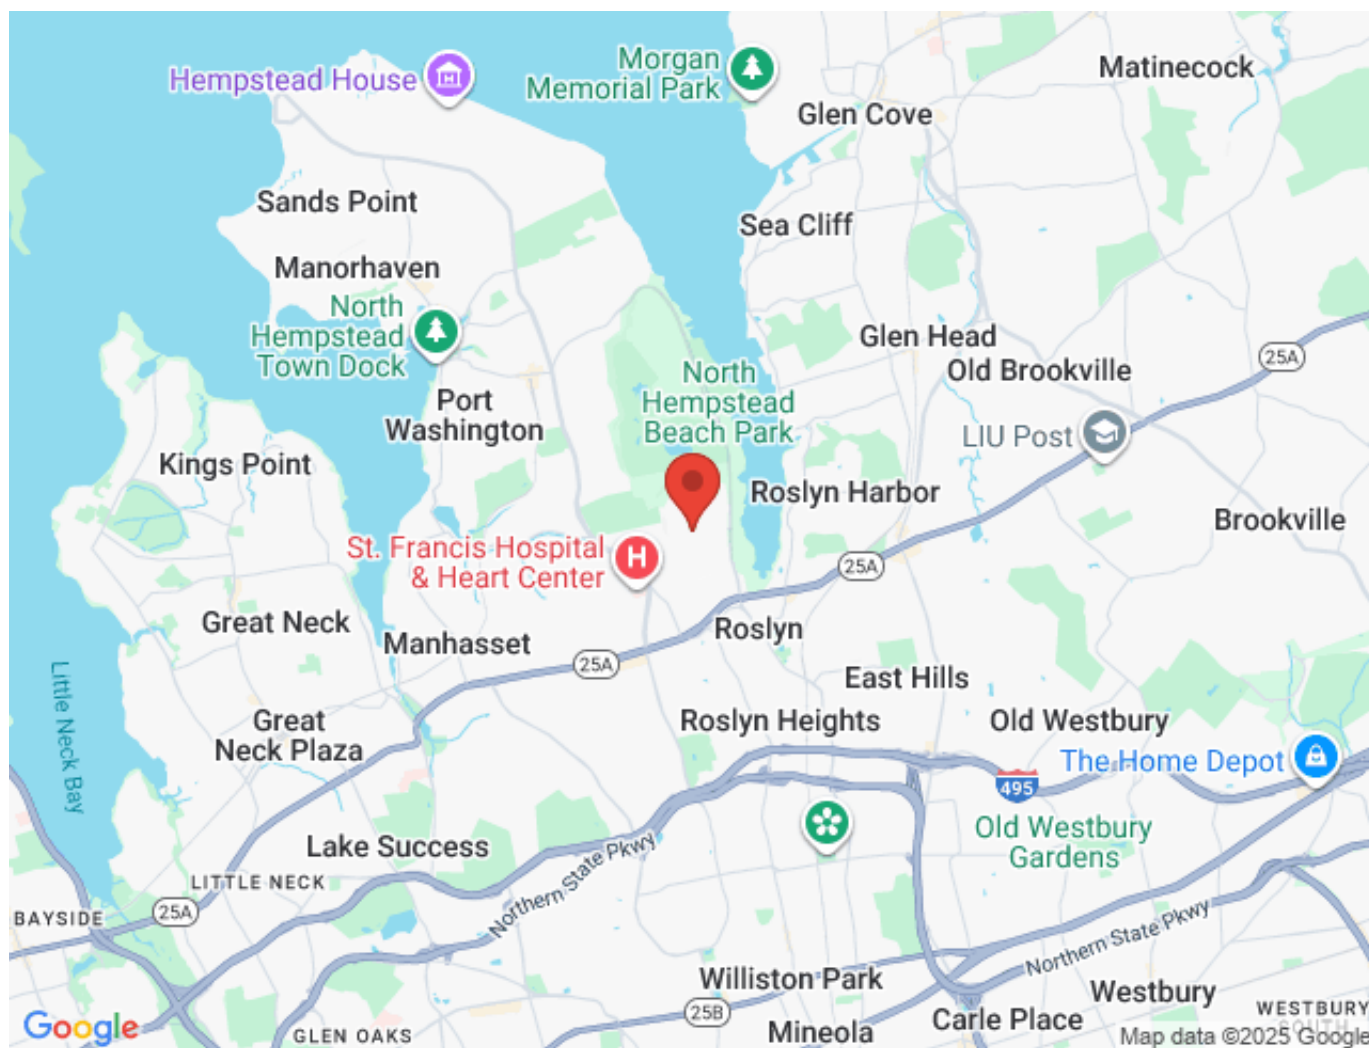 Morgan
Memorial Park
Hempstead House
Matinecock
Glen Cove
Sands Point
Sea Cliff
Manorhaven
North
Hempstead
Town Dock
Glen Head
25A
Old Brookville
North
Hempstead
Beach Park
Port
Washington
LIU Post
Kings Point
Roslyn Harbor
Brookville
St. Francis Hospital
& Heart Center
H
25A
Great Neck
Manhasset
Roslyn
25A
East Hills
Little Neck Bay
Great
Neck Plaza
Roslyn Heights
Old Westbury
The Home Depot
495
Old Westbury
Gardens
Lake Success
Northern State Pkwy
LITTLE NECK
BAYSIDE
25A
Northern State Pkwy
Williston Park
Westbury
25B
Carle Place
WESTBURY
SOUTH
Google
GLEN OAKS
Mineola
Map data ©2025 Google